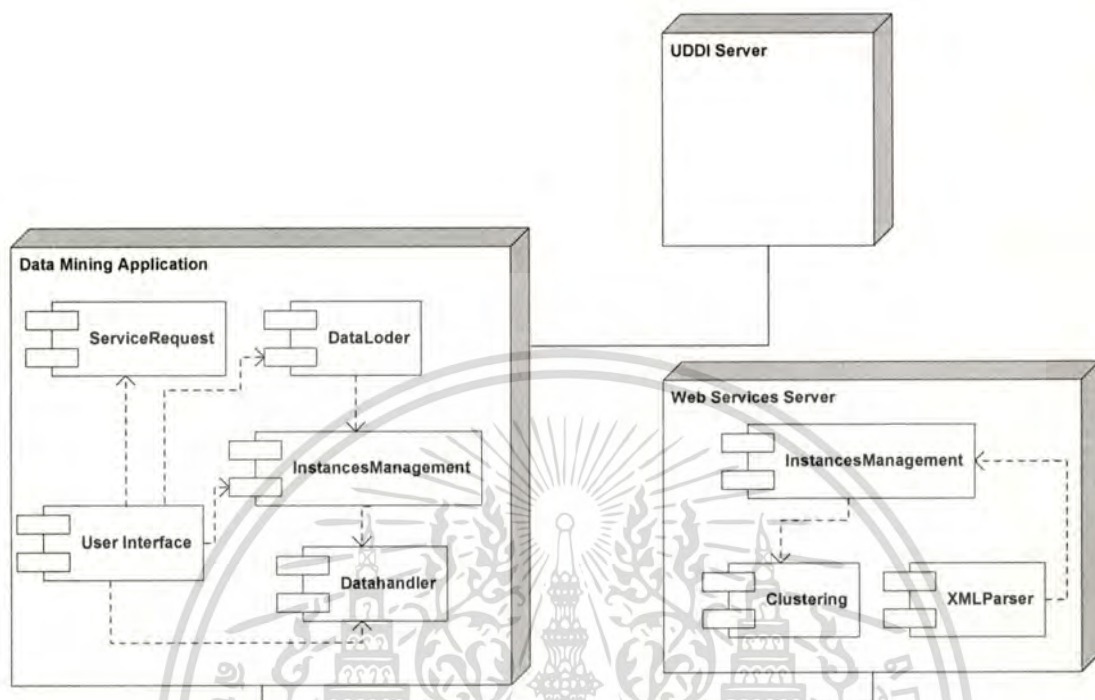 UDDI Server
Data Mining Application
ServiceRequest
DataLoder
InstancesManagement
User Interface
Datahandler
Web Services Server
InstancesManagement
Clustering
XMLParser